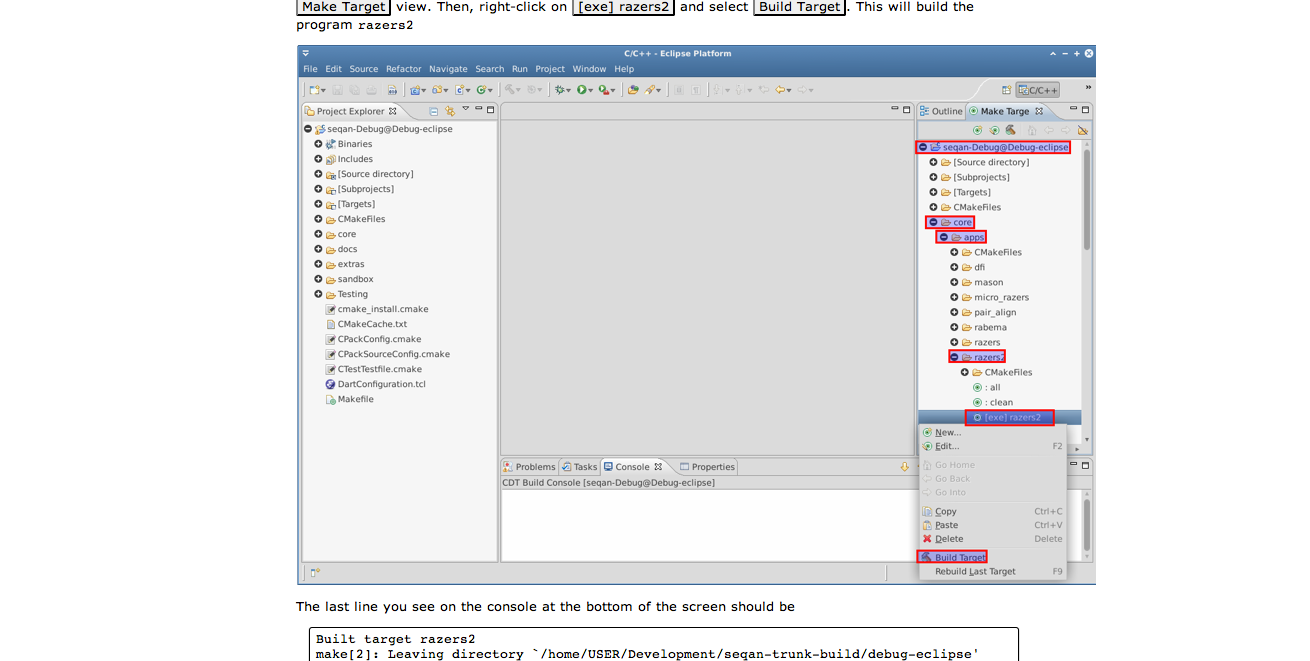 Make Target view. Then, right-click on [exe] razers2 and select Build Target. This will build the
program razers2
C/C++ - Eclipse Platform
File Edit Source Refactor Navigate Search Run Project Window Help
C/C++ »
Project Explorer
seqan-Debug@Debug-eclipse
Binaries
Includes
[Source directory]
[Subprojects]
[Targets]
CMakeFiles
core
docs
extras
sandbox
Testing
cmake_install.cmake
CMakeCache.txt
CPackConfig.cmake
CPackSourceConfig.cmake
CTestTestfile.cmake
DartConfiguration.tcl
Makefile
Outline Make Targe
seqan-Debug@Debug-eclipse
[Source directory]
[Subprojects]
[Targets]
CMakeFiles
core
apps
CMakeFiles
dfi
mason
micro_razers
pair_align
rabema
razers
razers2
CMakeFiles
: all
: clean
[exe] razers2
New...
Edit... F2
Go Home
Go Back
Go Into
Copy Ctrl+C
Paste Ctrl+V
Delete Delete
Build Target
Rebuild Last Target F9
Problems Tasks Console Properties
CDT Build Console [seqan-Debug@Debug-eclipse]
The last line you see on the console at the bottom of the screen should be
Built target razers2
make[2]: Leaving directory `/home/USER/Development/seqan-trunk-build/debug-eclipse'